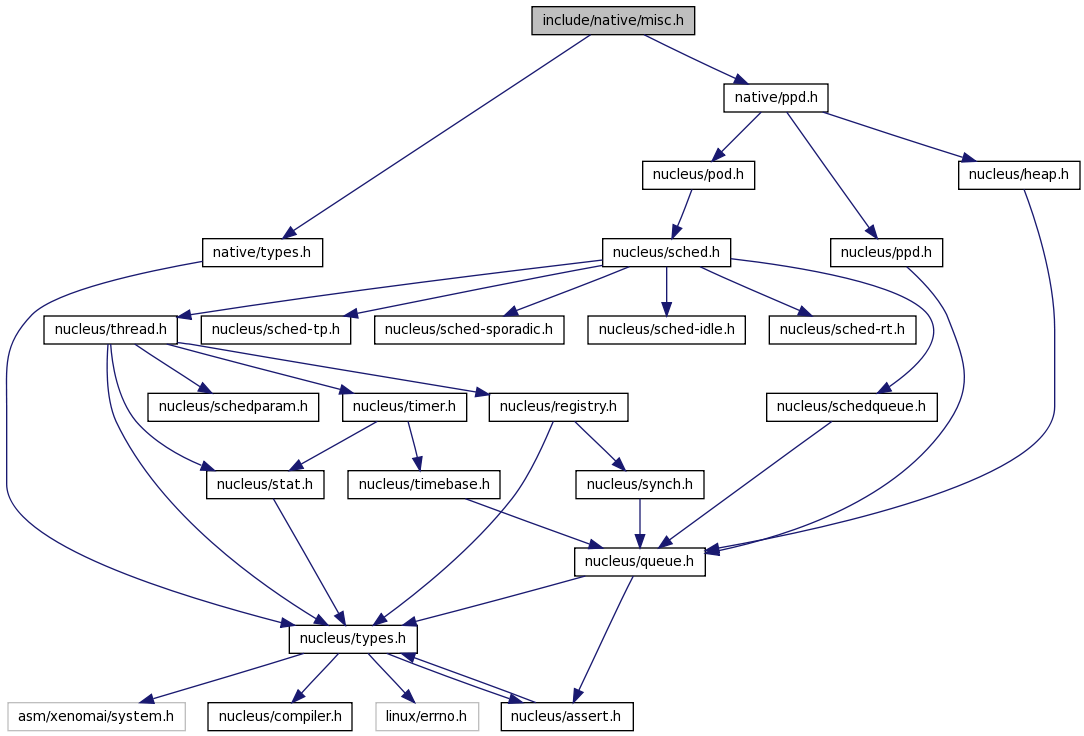 include/native/misc.h
native/ppd.h
nucleus/pod.h
nucleus/heap.h
native/types.h
nucleus/sched.h
nucleus/ppd.h
nucleus/thread.h
nucleus/sched-tp.h
nucleus/sched-sporadic.h
nucleus/sched-idle.h
nucleus/sched-rt.h
nucleus/schedparam.h
nucleus/timer.h
nucleus/registry.h
nucleus/schedqueue.h
nucleus/stat.h
nucleus/timebase.h
nucleus/synch.h
nucleus/queue.h
nucleus/types.h
asm/xenomai/system.h
nucleus/compiler.h
linux/errno.h
nucleus/assert.h